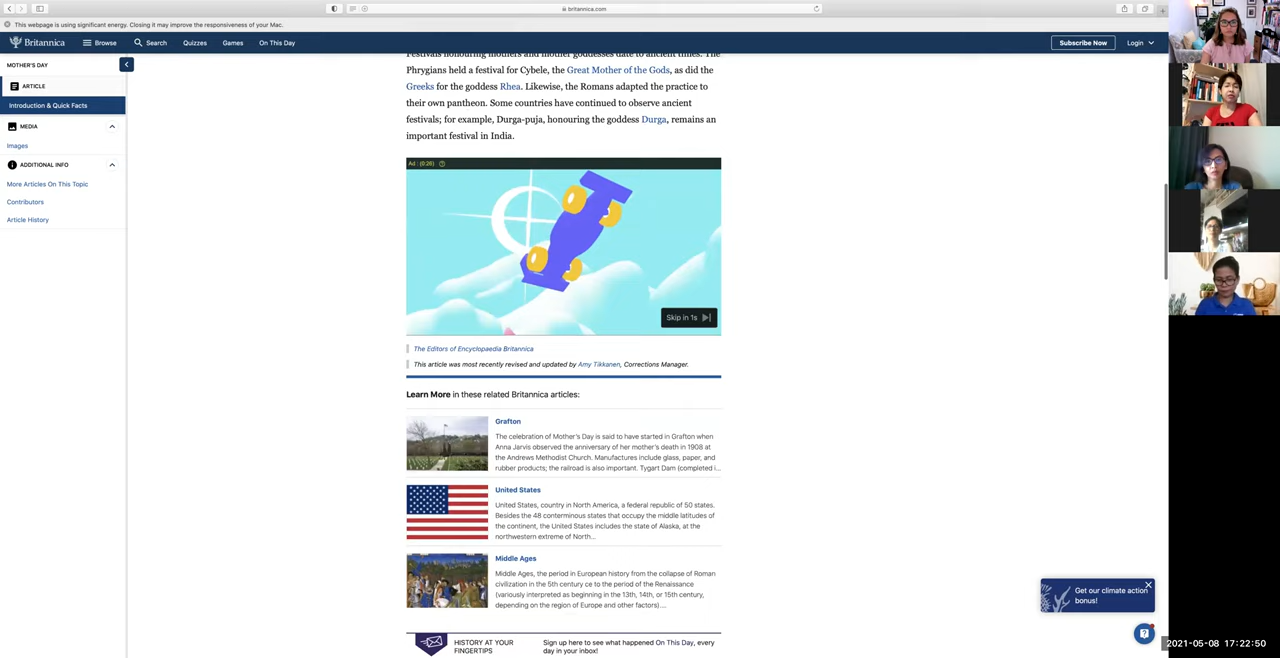 britannica.com
This webpage is using significant energy. Closing it may improve the responsiveness of your Mac.
Britannica
Browse
Search
Quizzes
Games
On This Day
Subscribe Now
Login
MOTHER'S DAY
ARTICLE
Introduction & Quick Facts
MEDIA
Images
ADDITIONAL INFO
More Articles On This Topic
Contributors
Article History
Festivals honouring mothers and mother goddesses date to ancient times. The
Phrygians held a festival for Cybele, the Great Mother of the Gods, as did the
Greeks for the goddess Rhea. Likewise, the Romans adapted the practice to
their own pantheon. Some countries have continued to observe ancient
festivals; for example, Durga-puja, honouring the goddess Durga, remains an
important festival in India.
Ad : (0:26)
Skip in 1s
The Editors of Encyclopaedia Britannica
This article was most recently revised and updated by Amy Tikkanen, Corrections Manager.
Learn More in these related Britannica articles:
Grafton
The celebration of Mother's Day is said to have started in Grafton when
Anna Jarvis observed the anniversary of her mother's death in 1908 at
the Andrews Methodist Church. Manufactures include glass, paper, and
rubber products; the railroad is also important. Tygart Dam (completed i...
United States
United States, country in North America, a federal republic of 50 states.
Besides the 48 conterminous states that occupy the middle latitudes of
the continent, the United States includes the state of Alaska, at the
northwestern extreme of North...
Middle Ages
Middle Ages, the period in European history from the collapse of Roman
civilization in the 5th century ce to the period of the Renaissance
(variously interpreted as beginning in the 13th, 14th, or 15th century,
depending on the region of Europe and other factors)....
Get our climate action
bonus!
HISTORY AT YOUR
FINGERTIPS
Sign up here to see what happened On This Day, every
day in your inbox!
2021-05-08 17:22:50